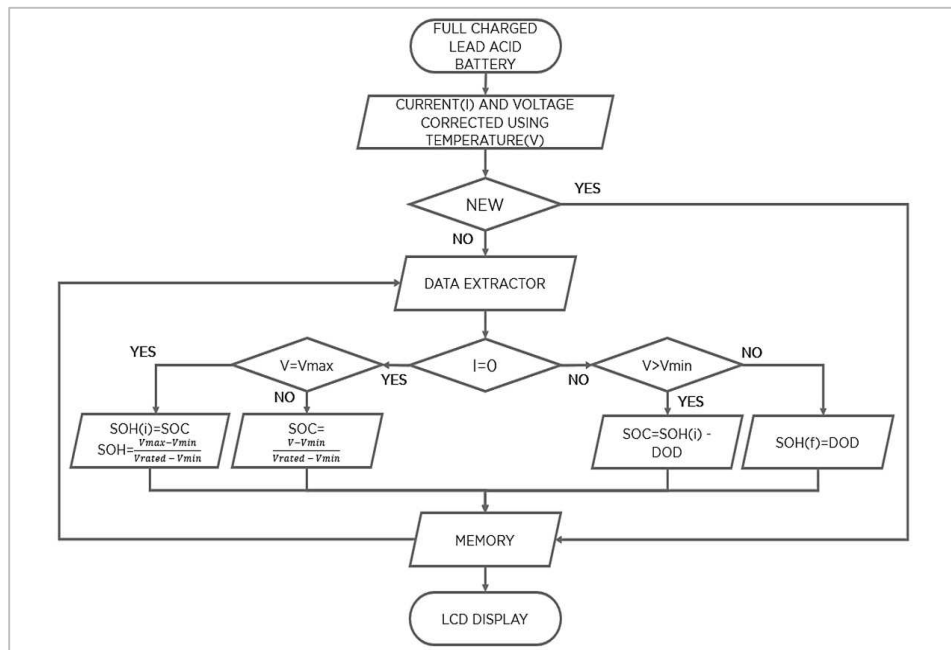 FULL CHARGED
LEAD ACID
BATTERY
CURRENT(I) AND VOLTAGE
CORRECTED USING
TEMPERATURE(V)
YES
NEW
NO
DATA EXTRACTOR
YES
V=Vmax
YES
I=0
NO
V>Vmin
NO
NO
YES
SOH(i)=SOC
SOH=Vmax−Vmin/Vrated−Vmin
SOC=
V−Vmin/Vrated−Vmin
SOC=SOH(i) -
DOD
SOH(f)=DOD
MEMORY
LCD DISPLAY